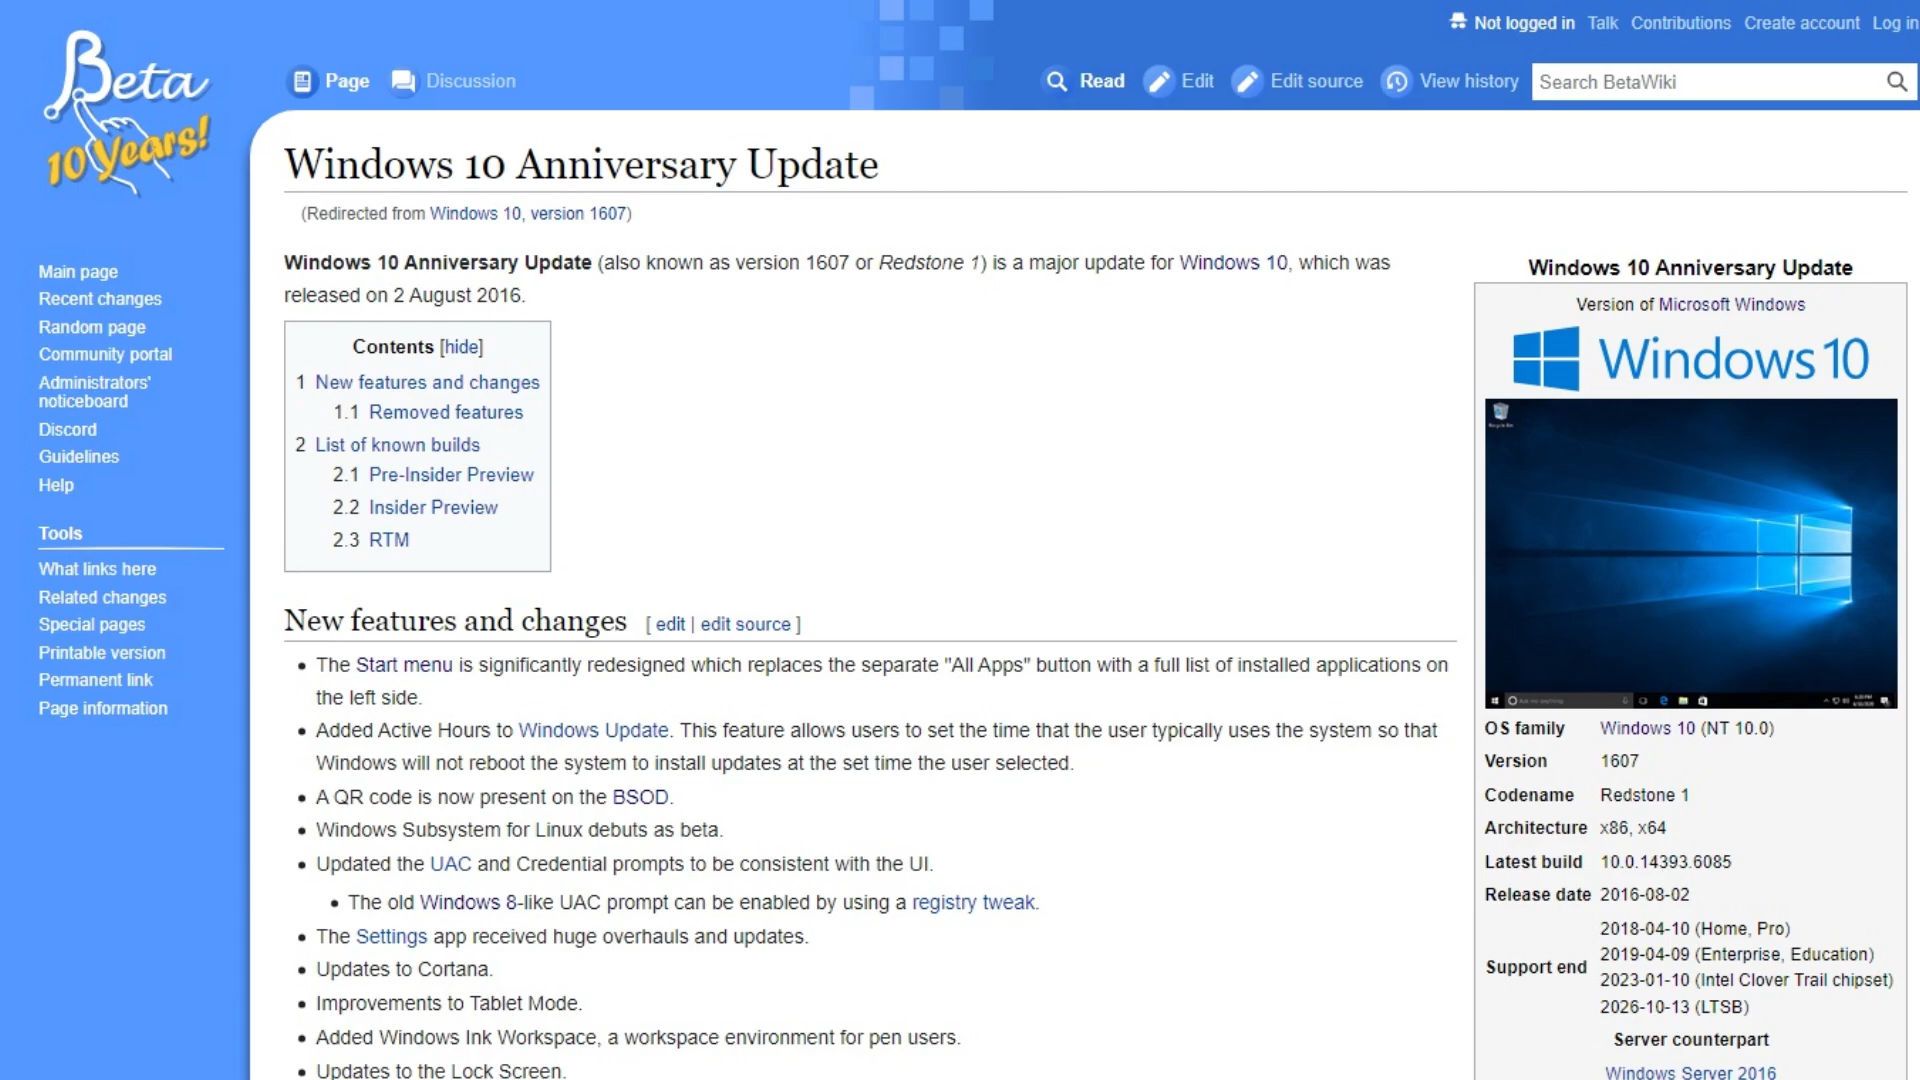 Not logged in Talk Contributions Create account Log in
Beta
10 Years!
Page Discussion
Read Edit Edit source View history Search BetaWiki
Windows 10 Anniversary Update
(Redirected from Windows 10, version 1607)
Main page
Recent changes
Random page
Community portal
Administrators'
noticeboard
Discord
Guidelines
Help
Tools
What links here
Related changes
Special pages
Printable version
Permanent link
Page information
Windows 10 Anniversary Update (also known as version 1607 or Redstone 1) is a major update for Windows 10, which was
released on 2 August 2016.
Contents [hide]
1 New features and changes
1.1 Removed features
2 List of known builds
2.1 Pre-Insider Preview
2.2 Insider Preview
2.3 RTM
New features and changes [ edit | edit source ]
• The Start menu is significantly redesigned which replaces the separate "All Apps" button with a full list of installed applications on
the left side.
• Added Active Hours to Windows Update. This feature allows users to set the time that the user typically uses the system so that
Windows will not reboot the system to install updates at the set time the user selected.
• A QR code is now present on the BSOD.
• Windows Subsystem for Linux debuts as beta.
• Updated the UAC and Credential prompts to be consistent with the UI.
• The old Windows 8-like UAC prompt can be enabled by using a registry tweak.
• The Settings app received huge overhauls and updates.
• Updates to Cortana.
• Improvements to Tablet Mode.
• Added Windows Ink Workspace, a workspace environment for pen users.
• Updates to the Lock Screen.
Windows 10 Anniversary Update
Version of Microsoft Windows
Windows 10
Recycle Bin
Ask me anything
OS family Windows 10 (NT 10.0)
Version 1607
Codename Redstone 1
Architecture x86, x64
Latest build 10.0.14393.6085
Release date 2016-08-02
Support end
2018-04-10 (Home, Pro)
2019-04-09 (Enterprise, Education)
2023-01-10 (Intel Clover Trail chipset)
2026-10-13 (LTSB)
Server counterpart
Windows Server 2016